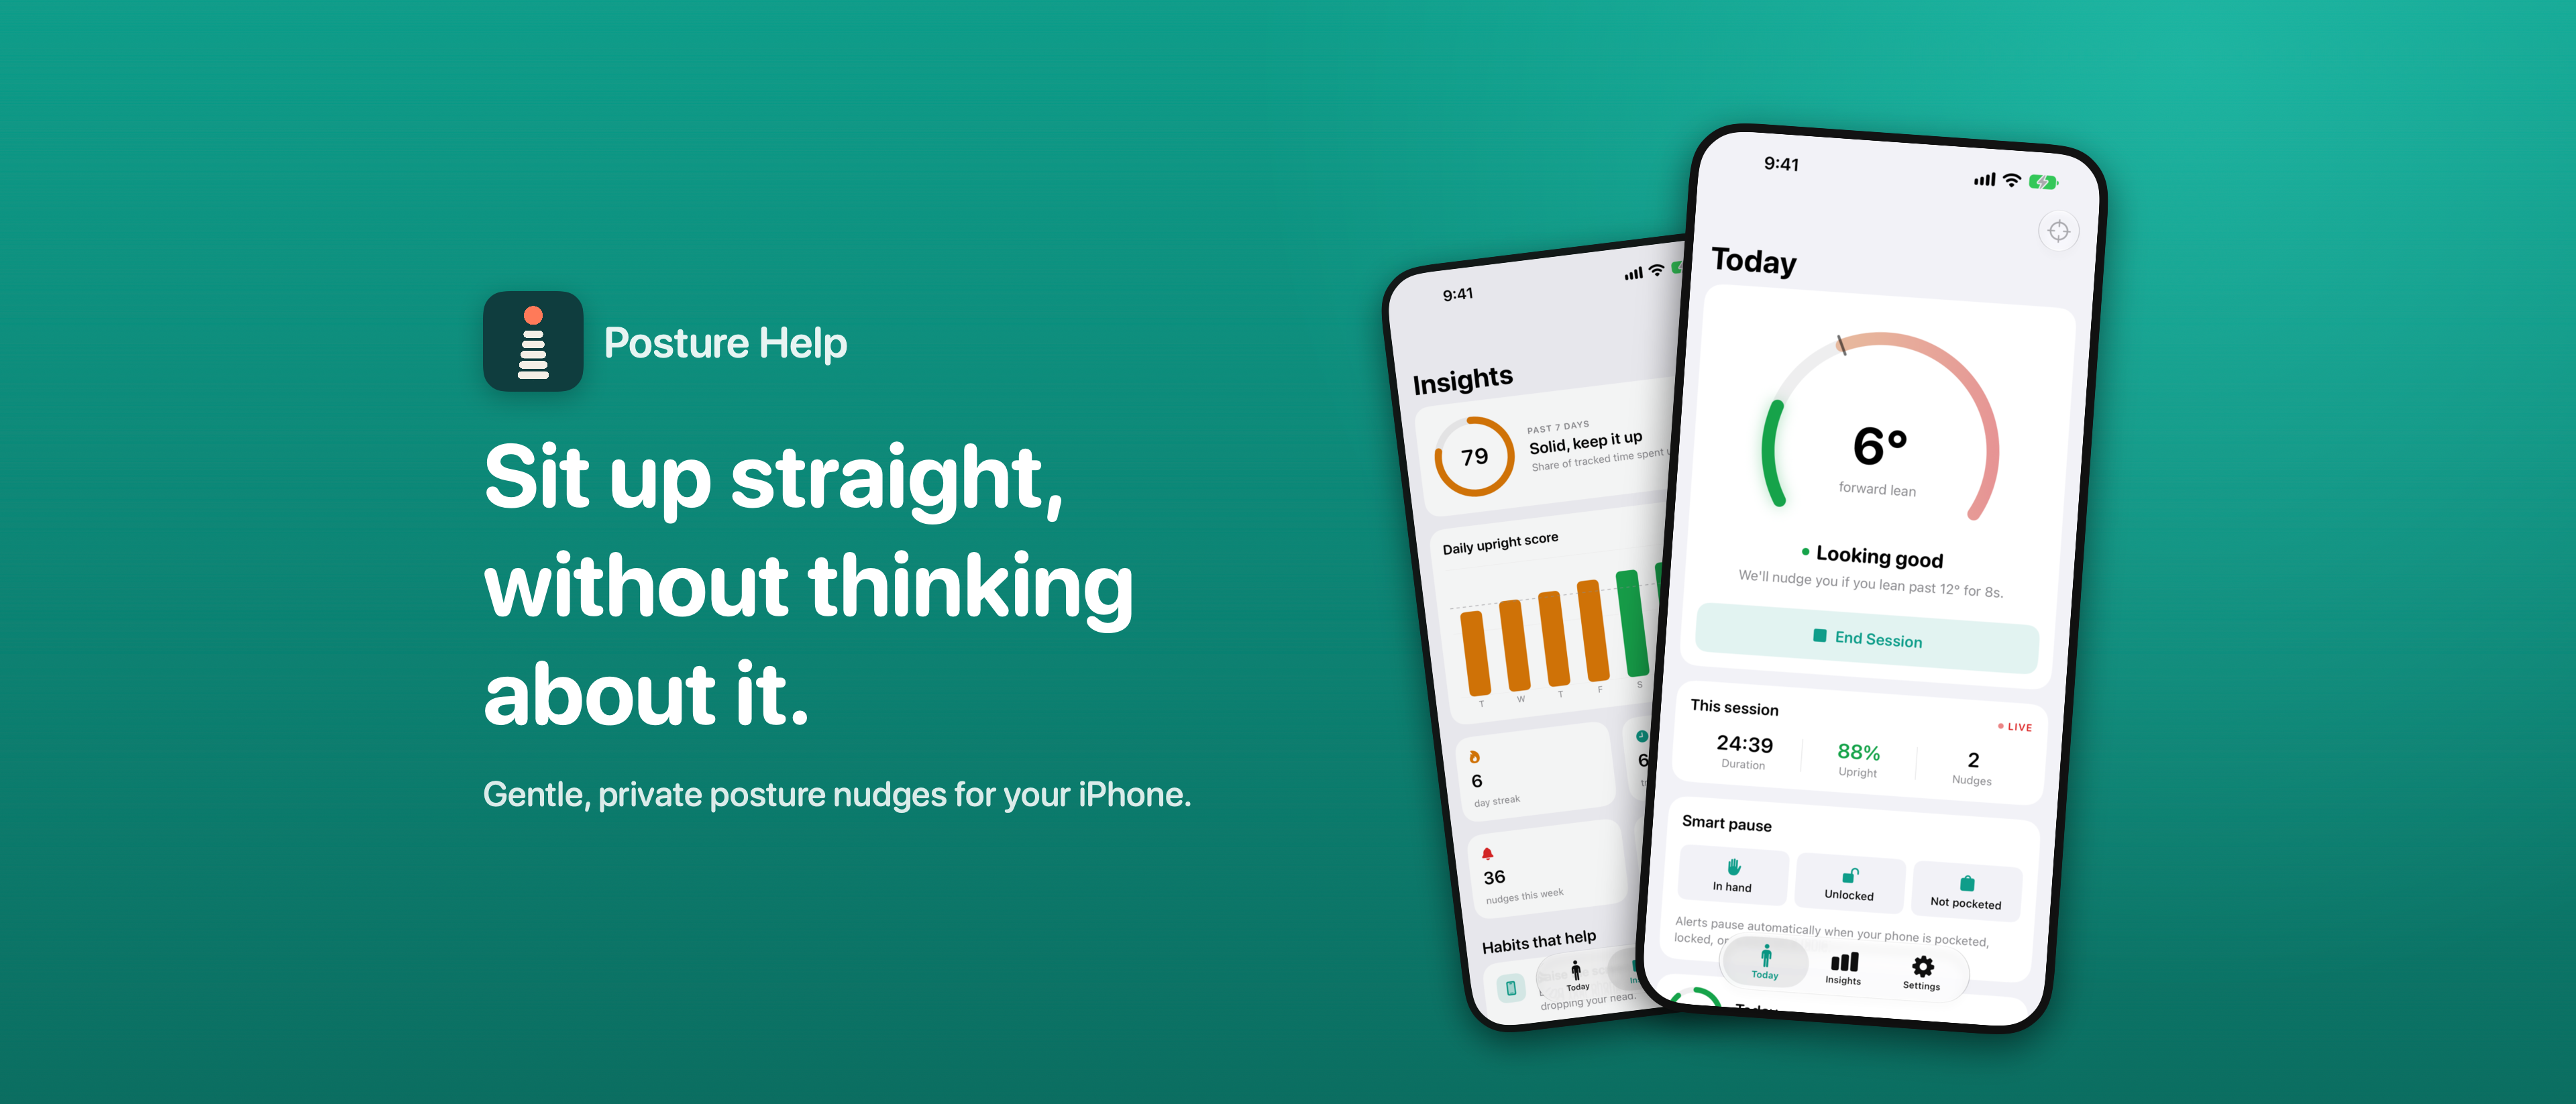 Posture Help
Sit up straight,
without thinking
about it.
Gentle, private posture nudges for your iPhone.
9:41
Insights
79
PAST 7 DAYS
Solid, keep it up
Share of tracked time spent
Daily upright score
T W T F S
6
day streak
6
36
nudges this week
Habits that help
dropping your head.
Today
9:41
Today
6°
forward lean
Looking good
We'll nudge you if you lean past 12° for 8s.
End Session
This session
LIVE
24:39
Duration
88%
Upright
2
Nudges
Smart pause
In hand
Unlocked
Not pocketed
Alerts pause automatically when your phone is pocketed,
locked, or
Today
Insights
Settings
Today